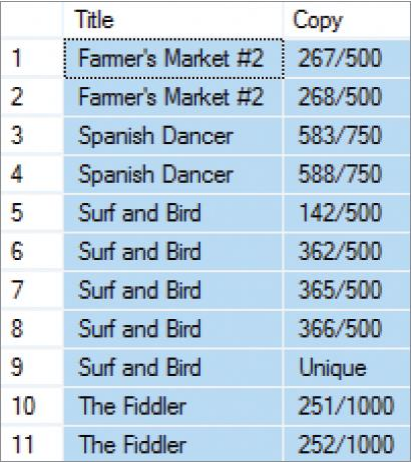 Title Copy
1 Farmer's Market #2 267/500
2 Farmer's Market #2 268/500
3 Spanish Dancer 583/750
4 Spanish Dancer 588/750
5 Surf and Bird 142/500
6 Surf and Bird 362/500
7 Surf and Bird 365/500
8 Surf and Bird 366/500
9 Surf and Bird Unique
10 The Fiddler 251/1000
11 The Fiddler 252/1000